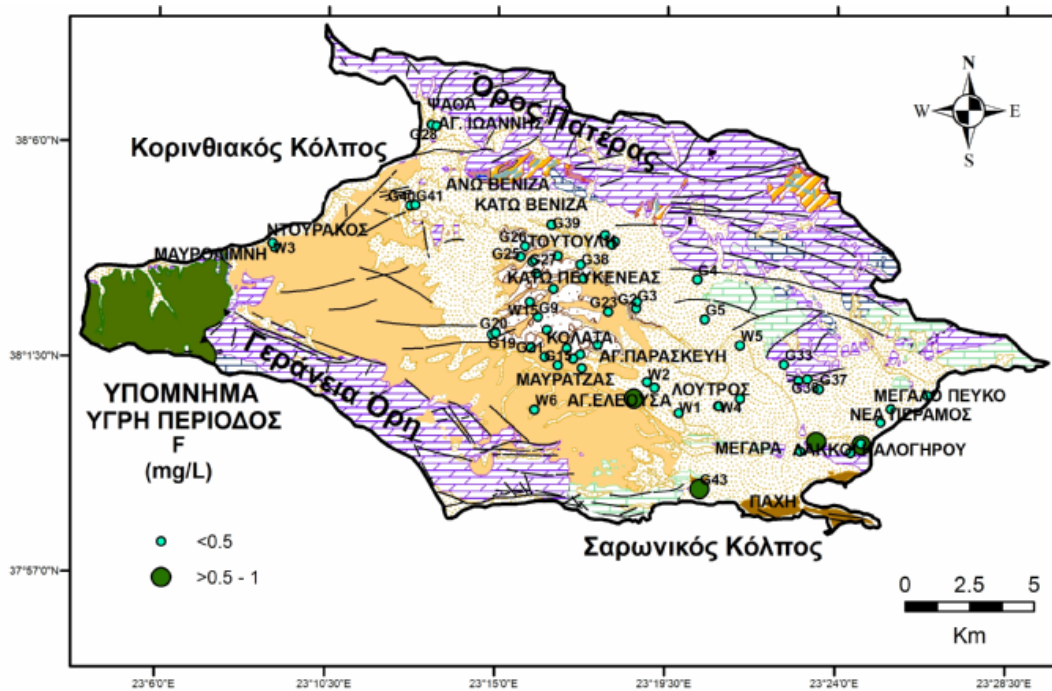 N
W
E
S
38°6'0"N
38°1'30"N
37°57'0"N
Όρος Πατέρας
Κορινθιακός Κόλπος
ΨΑΘΑ
ΑΓ. ΙΩΑΝΝΗΣ
G28
ΑΝΩ ΒΕΝΙΖΑ
G40
G41
ΚΑΤΩ ΒΕΝΙΖΑ
ΝΤΟΥΡΑΚΟΣ
G39
W3
G26
ΤΟΥΤΟΥΛΗ
ΜΑΥΡΟΛΙΜΝΗ
G25
G27
G38
ΚΑΤΩ ΠΕΥΚΕΝΕΑΣ
G4
W15
G9
G23
G2
G3
G5
G20
G19
ΚΟΛΑΤΑ
W5
G15
ΑΓ.ΠΑΡΑΣΚΕΥΗ
G33
Γεράνεια Όρη
ΜΑΥΡΑΤΖΑΣ
W2
ΛΟΥΤΡΟΣ
G36
G37
ΜΕΓΑΛΟ ΠΕΥΚΟ
W6
ΑΓ.ΕΛΕΟΥΣΑ
W1
W4
ΝΕΑ ΠΕΡΑΜΟΣ
ΜΕΓΑΡΑ
ΛΑΚΚΟΣ ΚΑΛΟΓΗΡΟΥ
G43
ΠΑΧΗ
Σαρωνικός Κόλπος
ΥΠΟΜΝΗΜΑ
ΥΓΡΗ ΠΕΡΙΟΔΟΣ
F
(mg/L)
<0.5
>0.5 - 1
0 2.5 5
Km
23°6'0"E 23°10'30"E 23°15'0"E 23°19'30"E 23°24'0"E 23°28'30"E